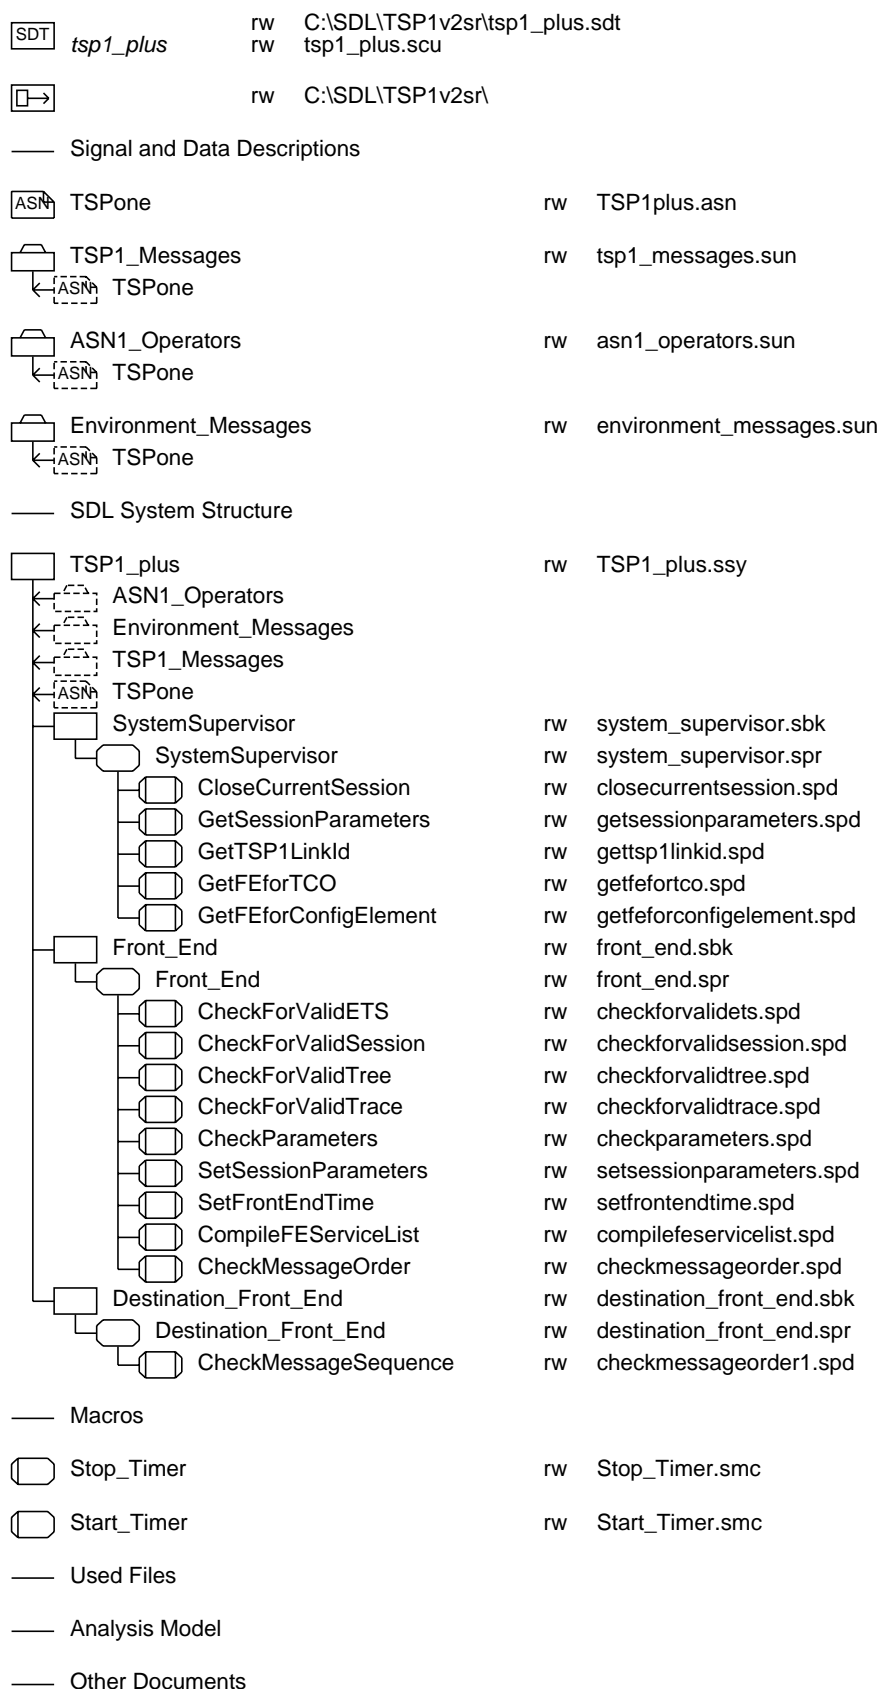 SDT tsp1_plus rw C:\SDL\TSP1v2sr\tsp1_plus.sdt
rw tsp1_plus.scu
rw C:\SDL\TSP1v2sr\
Signal and Data Descriptions
ASN TSPone rw TSP1plus.asn
TSP1_Messages rw tsp1_messages.sun
ASN TSPone
ASN1_Operators rw asn1_operators.sun
ASN TSPone
Environment_Messages rw environment_messages.sun
ASN TSPone
SDL System Structure
TSP1_plus rw TSP1_plus.ssy
ASN1_Operators
Environment_Messages
TSP1_Messages
ASN TSPone
SystemSupervisor rw system_supervisor.sbk
SystemSupervisor rw system_supervisor.spr
CloseCurrentSession rw closecurrentsession.spd
GetSessionParameters rw getsessionparameters.spd
GetTSP1LinkId rw gettsp1linkid.spd
GetFEforTCO rw getfefortco.spd
GetFEforConfigElement rw getfeforconfigelement.spd
Front_End rw front_end.sbk
Front_End rw front_end.spr
CheckForValidETS rw checkforvalidets.spd
CheckForValidSession rw checkforvalidsession.spd
CheckForValidTree rw checkforvalidtree.spd
CheckForValidTrace rw checkforvalidtrace.spd
CheckParameters rw checkparameters.spd
SetSessionParameters rw setsessionparameters.spd
SetFrontEndTime rw setfrontendtime.spd
CompileFEServiceList rw compilefeservicelist.spd
CheckMessageOrder rw checkmessageorder.spd
Destination_Front_End rw destination_front_end.sbk
Destination_Front_End rw destination_front_end.spr
CheckMessageSequence rw checkmessageorder1.spd
Macros
Stop_Timer rw Stop_Timer.smc
Start_Timer rw Start_Timer.smc
Used Files
Analysis Model
Other Documents